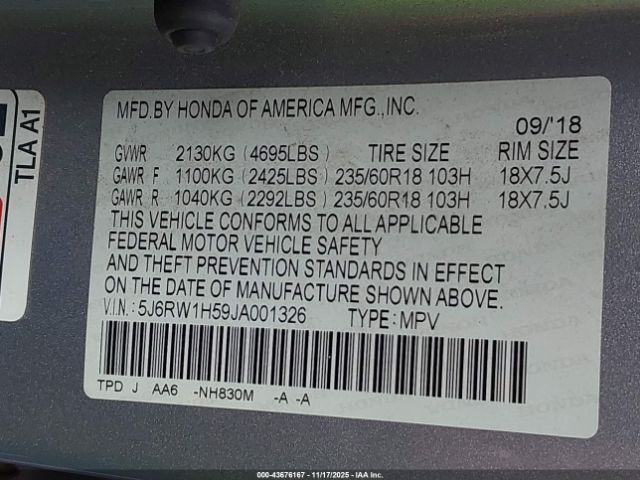 MFD.BY HONDA OF AMERICA MFG.,INC.
09/'18
GVWR 2130KG (4695LBS) TIRE SIZE RIM SIZE
GAWR F 1100KG (2425LBS) 235/60R18 103H 18X7.5J
GAWR R 1040KG (2292LBS) 235/60R18 103H 18X7.5J
THIS VEHICLE CONFORMS TO ALL APPLICABLE
FEDERAL MOTOR VEHICLE SAFETY
AND THEFT PREVENTION STANDARDS IN EFFECT
ON THE DATE OF MANUFACTURE SHOWN ABOVE.
V.I.N.: 5J6RW1H59JA001326 TYPE: MPV
TPD J AA6 -NH830M -A -A
TLA A1
000-43676167 - 11/17/2025 - IAA, Inc.